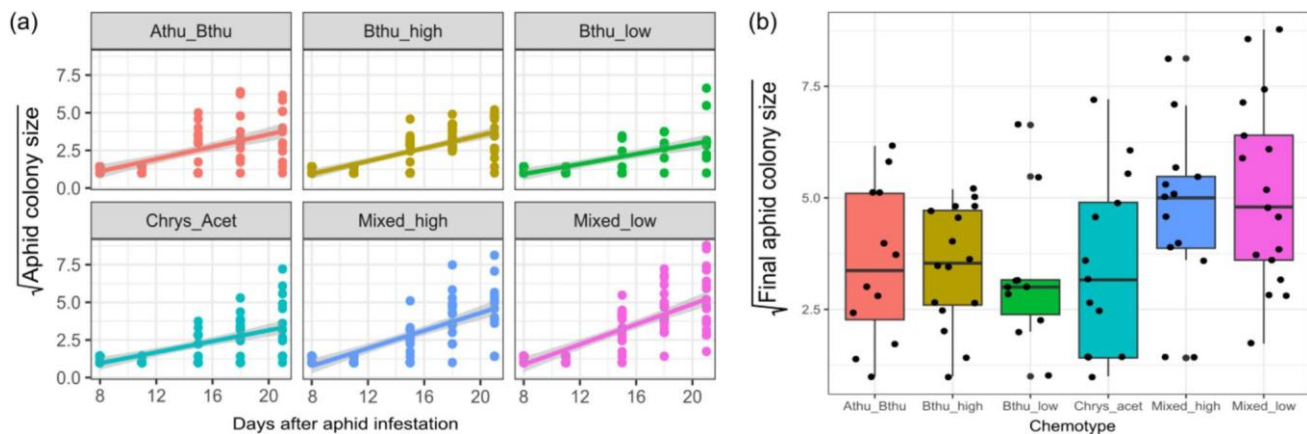 (a)
Athu_Bthu Bthu_high Bthu_low
7.5
5.0
2.5
0.0
Chrys_Acet Mixed_high Mixed_low
7.5
5.0
2.5
0.0
√Aphid colony size
8 12 16 20 8 12 16 20 8 12 16 20
Days after aphid infestation
(b)
√Final aphid colony size
7.5
5.0
2.5
Athu_Bthu Bthu_high Bthu_low Chrys_acet Mixed_high Mixed_low
Chemotype